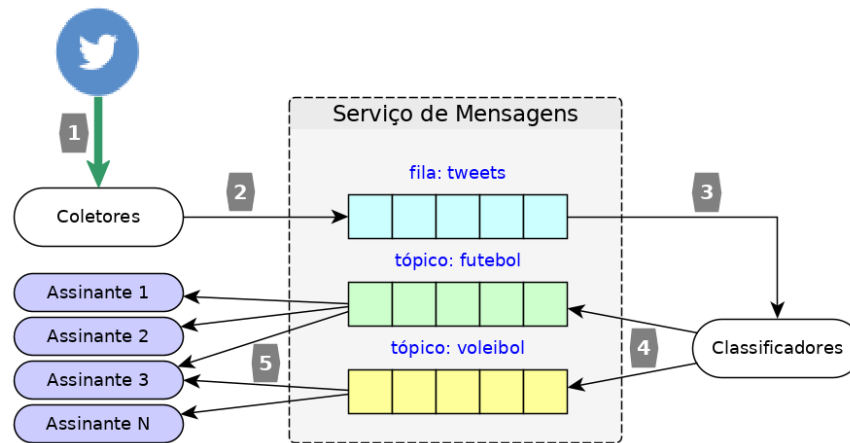 1
Serviço de Mensagens
fila: tweets
2
3
Coletores
tópico: futebol
Assinante 1
Assinante 2
4
Classificadores
5
tópico: voleibol
Assinante 3
Assinante N